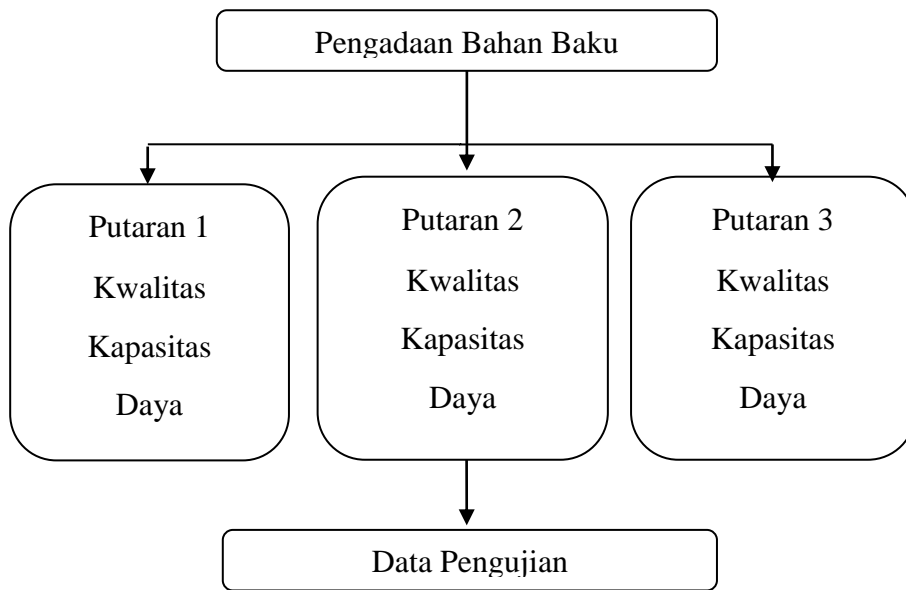 Pengadaan Bahan Baku
Putaran 1
Kwalitas
Kapasitas
Daya
Putaran 2
Kwalitas
Kapasitas
Daya
Putaran 3
Kwalitas
Kapasitas
Daya
Data Pengujian